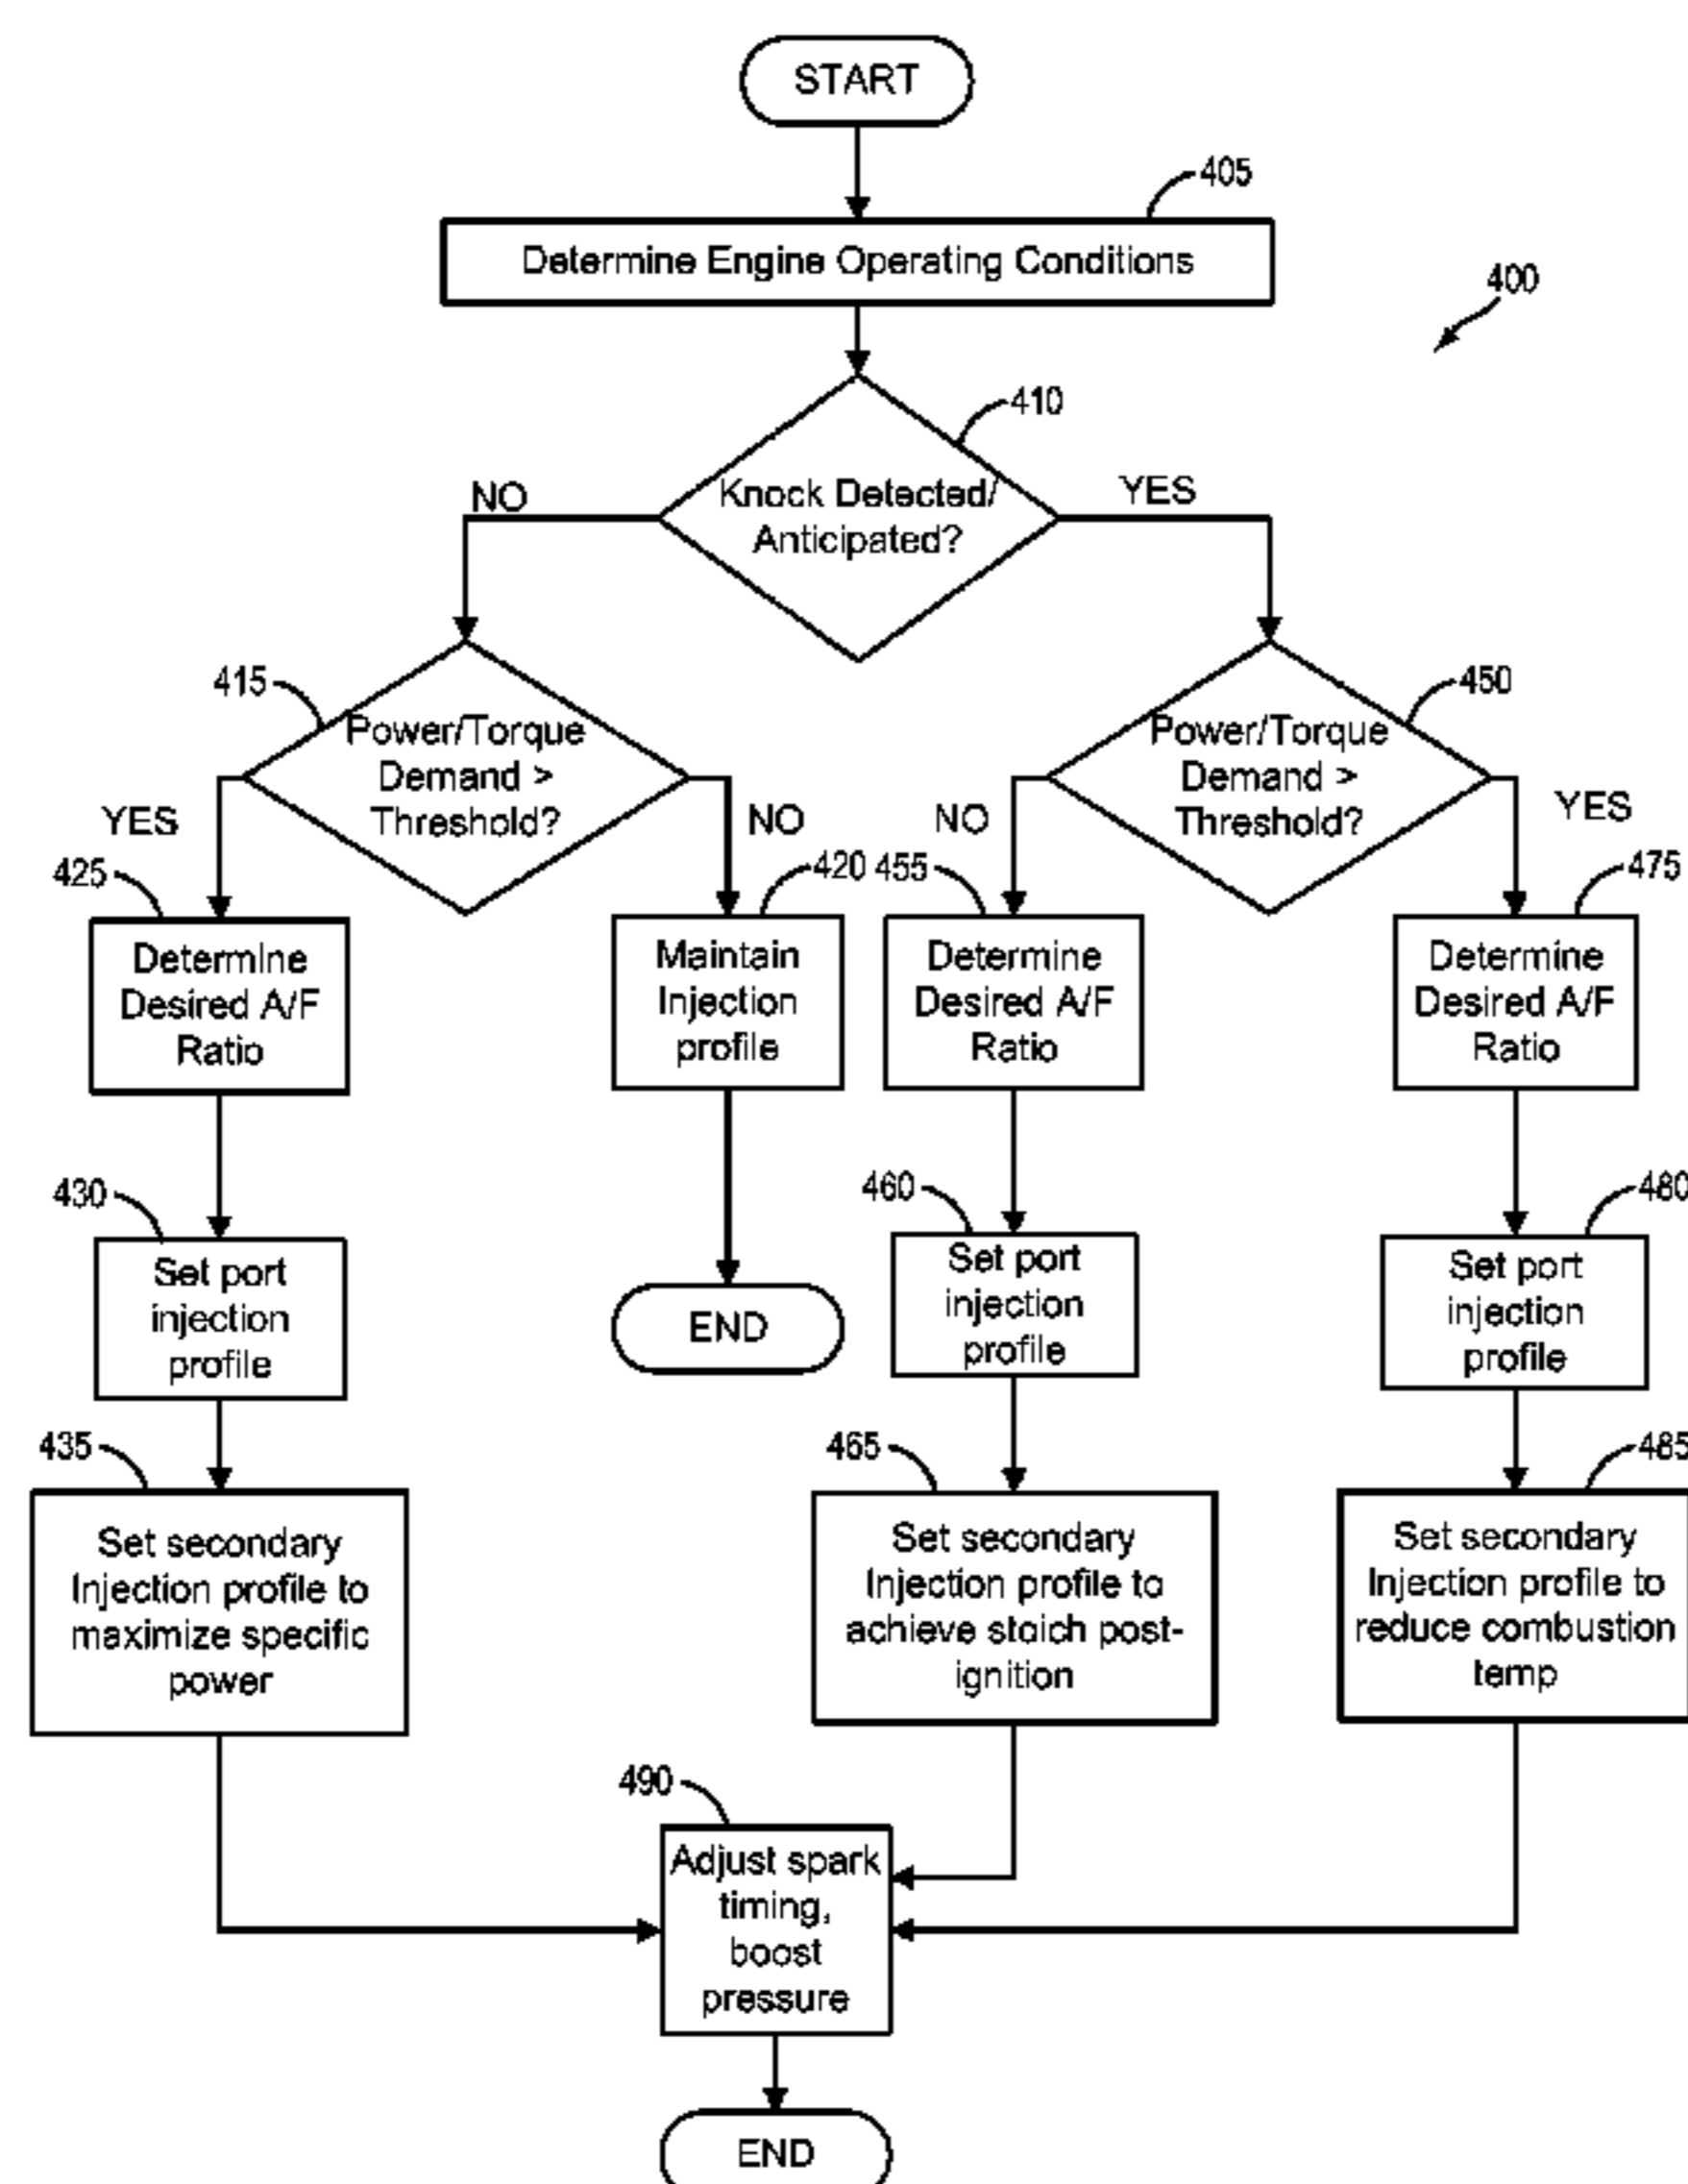 START
405
Determine Engine Operating Conditions
400
410
Knock Detected/
Anticipated?
NO
YES
415
Power/Torque
Demand >
Threshold?
YES
NO
450
Power/Torque
Demand >
Threshold?
NO
YES
425
Determine
Desired A/F
Ratio
420
Maintain
Injection
profile
455
Determine
Desired A/F
Ratio
475
Determine
Desired A/F
Ratio
430
Set port
injection
profile
END
460
Set port
injection
profile
480
Set port
injection
profile
435
Set secondary
Injection profile to
maximize specific
power
465
Set secondary
Injection profile to
achieve stoich post-
ignition
485
Set secondary
Injection profile to
reduce combustion
temp
490
Adjust spark
timing,
boost
pressure
END